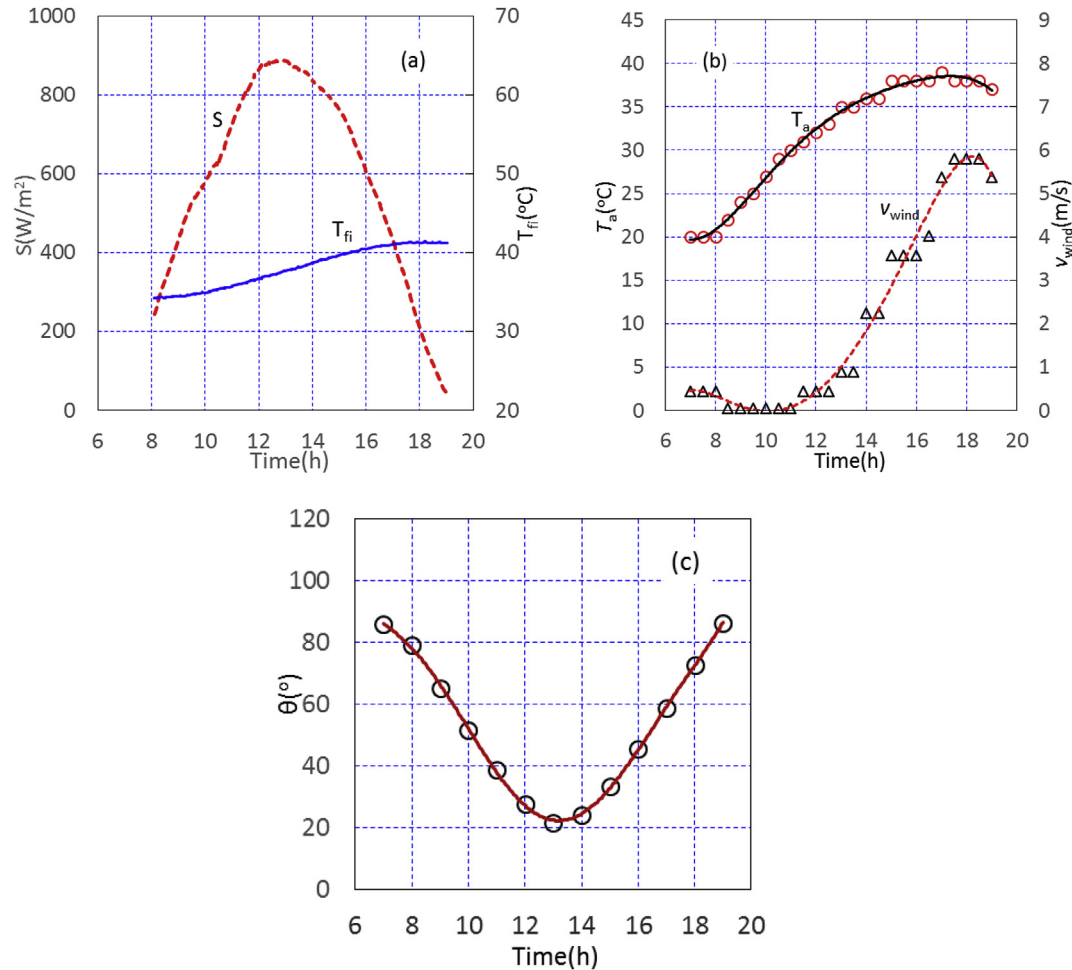 1000
800
600
400
200
0
S(W/m²)
70
60
50
40
30
20
T_fi(°C)
(a)
S
T_fi
6 8 10 12 14 16 18 20
Time(h)
45
40
35
30
25
20
15
10
5
0
T_a(°C)
9
8
7
6
5
4
3
2
1
0
v_wind(m/s)
(b)
T_a
v_wind
6 8 10 12 14 16 18 20
Time(h)
120
100
80
60
40
20
0
θ(°)
(c)
6 8 10 12 14 16 18 20
Time(h)